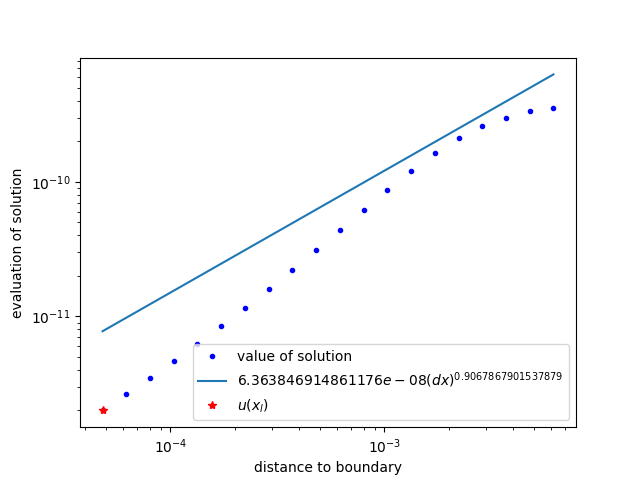 10⁻¹⁰
10⁻¹¹
evaluation of solution
value of solution
6.363846914861176e − 08(dx)^0.9067867901537879
u(x_l)
10⁻⁴
10⁻³
distance to boundary